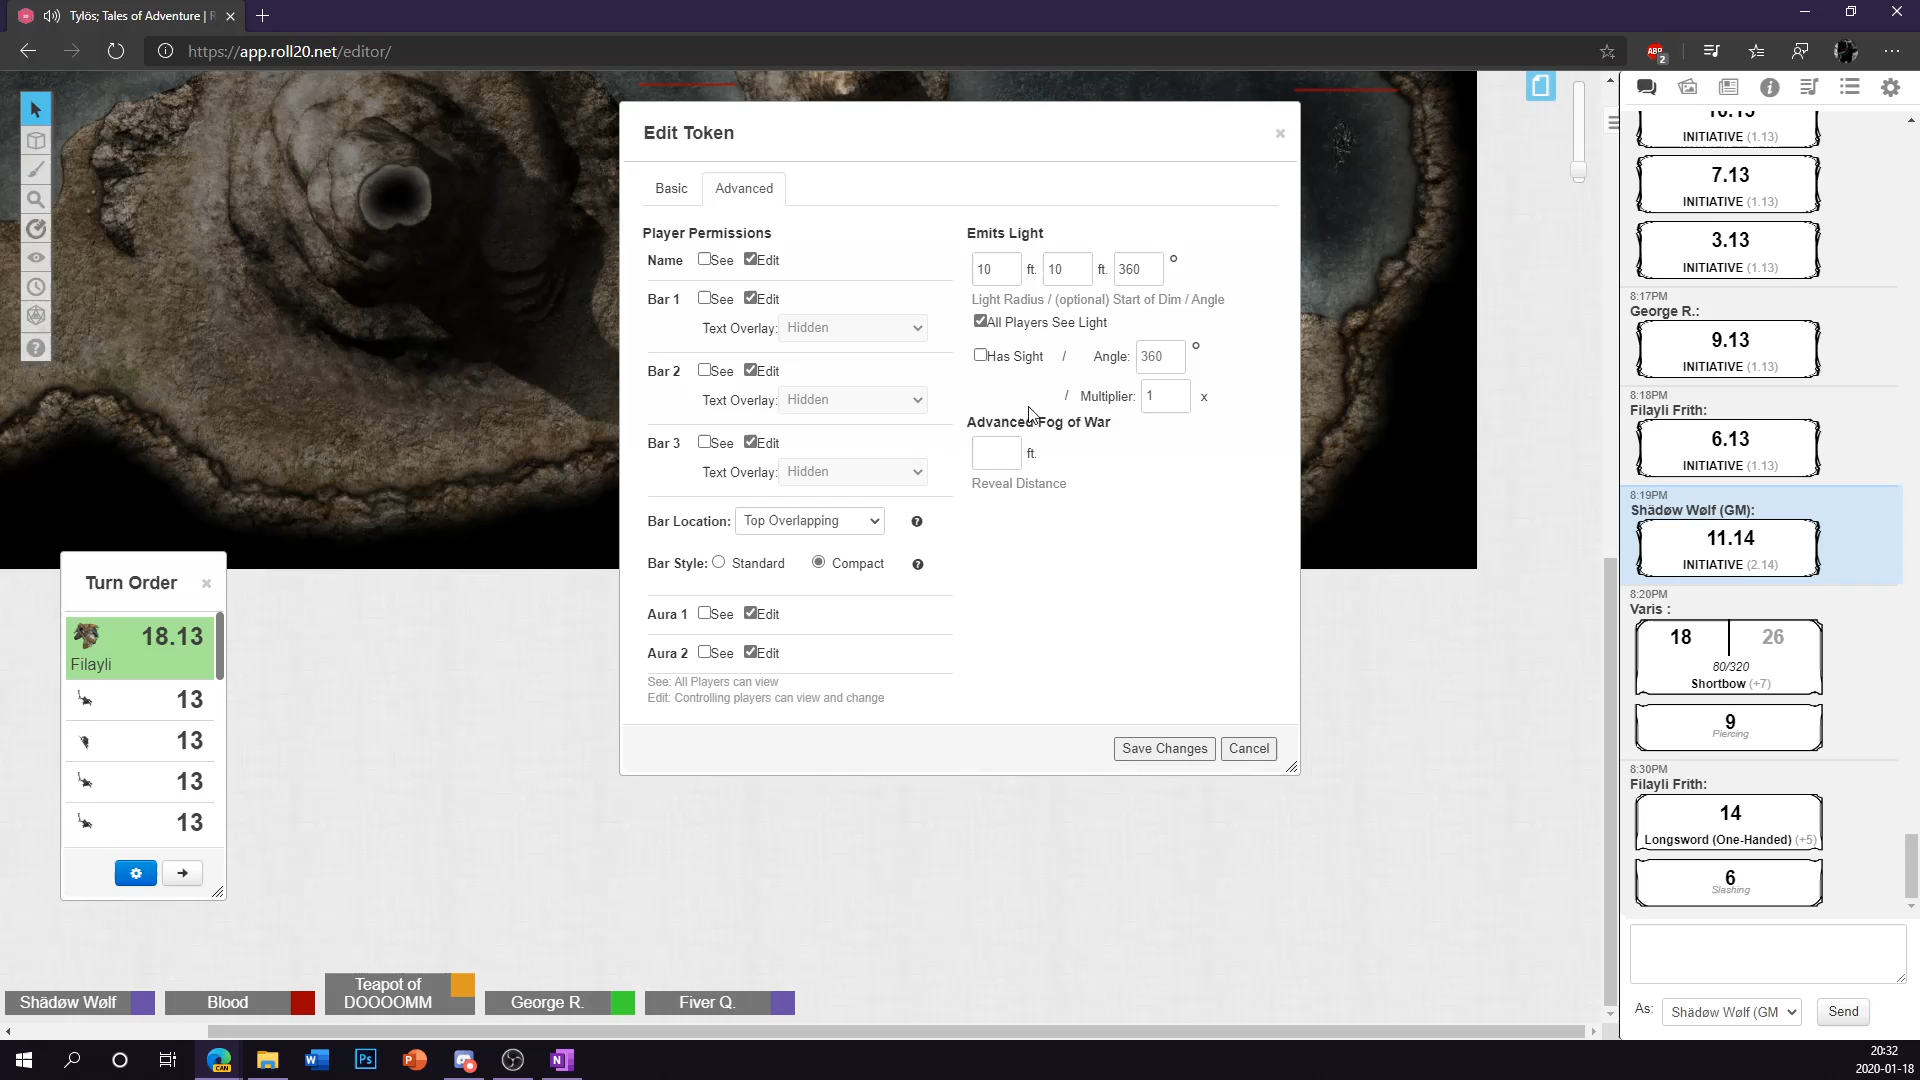 Tylös; Tales of Adventure | R
https://app.roll20.net/editor/
ABP
2
Edit Token
Basic
Advanced
Player Permissions
Name See Edit
Bar 1 See Edit
Text Overlay: Hidden
Bar 2 See Edit
Text Overlay: Hidden
Bar 3 See Edit
Text Overlay: Hidden
Bar Location: Top Overlapping
Bar Style: Standard Compact
Aura 1 See Edit
Aura 2 See Edit
See: All Players can view
Edit: Controlling players can view and change
Emits Light
10 ft. 10 ft. 360 °
Light Radius / (optional) Start of Dim / Angle
All Players See Light
Has Sight / Angle: 360 °
/ Multiplier: 1 x
Advanced Fog of War
ft.
Reveal Distance
Save Changes
Cancel
Turn Order
18.13
Filayli
13
13
13
13
Shädøw Wølf
Blood
Teapot of
DOOOOMM
George R.
Fiver Q.
10.13
INITIATIVE (1.13)
7.13
INITIATIVE (1.13)
3.13
INITIATIVE (1.13)
8:17PM
George R.:
9.13
INITIATIVE (1.13)
8:18PM
Filayli Frith:
6.13
INITIATIVE (1.13)
8:19PM
Shädøw Wølf (GM):
11.14
INITIATIVE (2.14)
8:20PM
Varis :
18 26
80/320
Shortbow (+7)
9
Piercing
8:30PM
Filayli Frith:
14
Longsword (One-Handed) (+5)
6
Slashing
As: Shädøw Wølf (GM
Send
CAN
20:32
2020-01-18